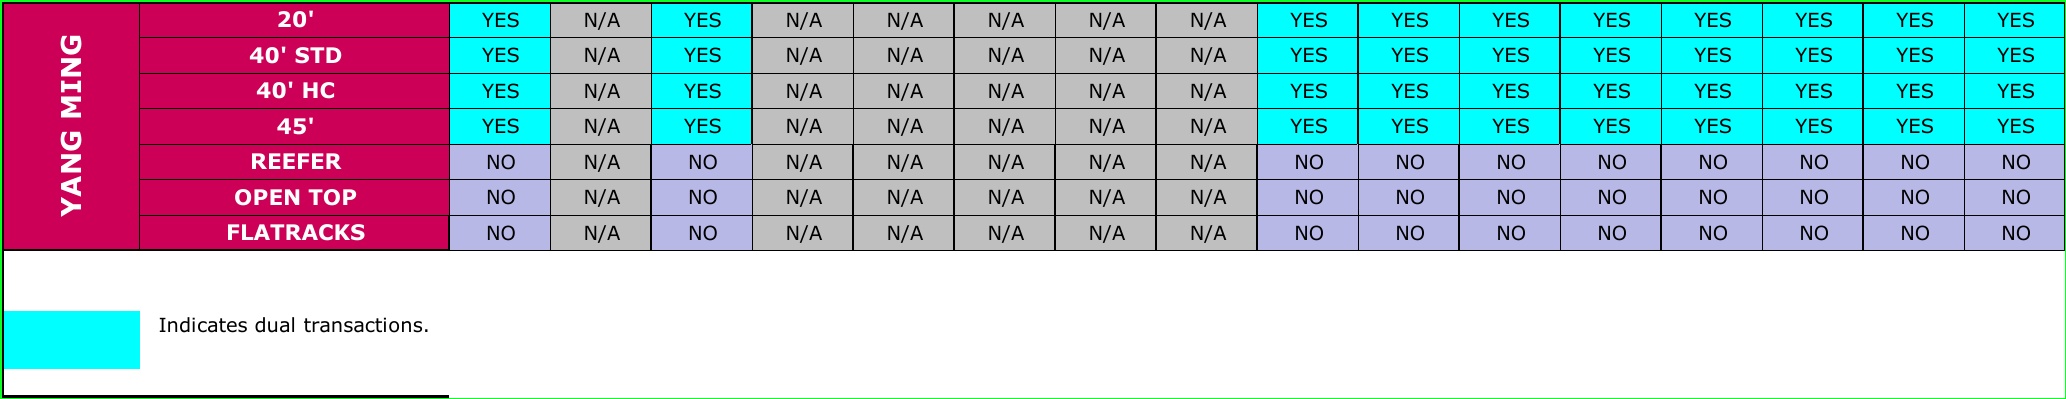 YANG MING
20' YES N/A YES N/A N/A N/A N/A N/A YES YES YES YES YES YES YES YES
40' STD YES N/A YES N/A N/A N/A N/A N/A YES YES YES YES YES YES YES YES
40' HC YES N/A YES N/A N/A N/A N/A N/A YES YES YES YES YES YES YES YES
45' YES N/A YES N/A N/A N/A N/A N/A YES YES YES YES YES YES YES YES
REEFER NO N/A NO N/A N/A N/A N/A N/A NO NO NO NO NO NO NO NO
OPEN TOP NO N/A NO N/A N/A N/A N/A N/A NO NO NO NO NO NO NO NO
FLATRACKS NO N/A NO N/A N/A N/A N/A N/A NO NO NO NO NO NO NO NO
Indicates dual transactions.